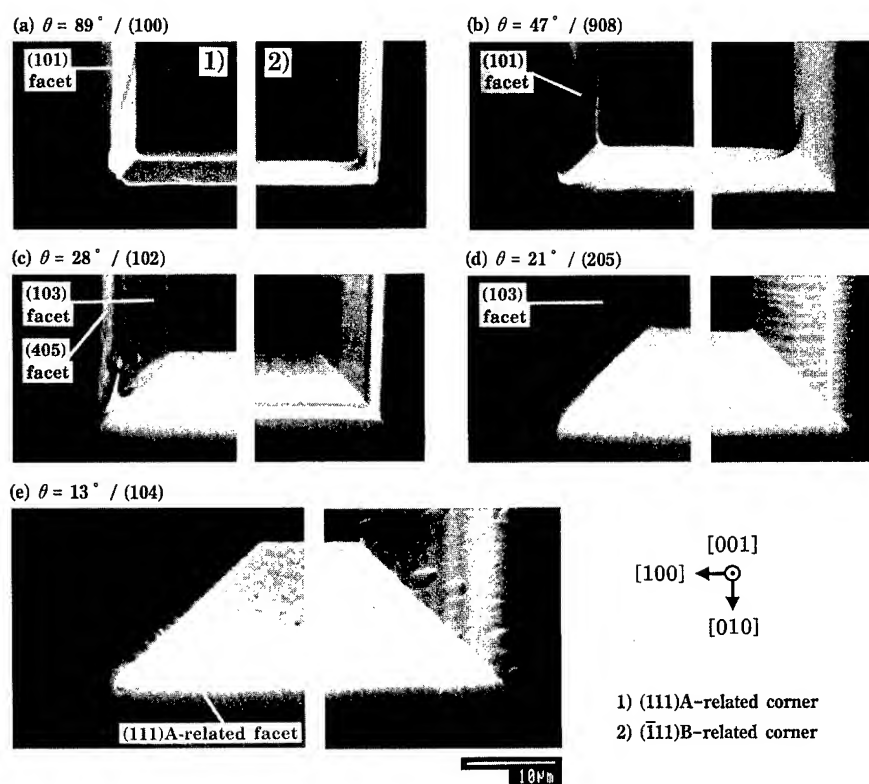 (a) θ = 89° / (100)
(101)
facet
1)
2)
(b) θ = 47° / (908)
(101)
facet
(c) θ = 28° / (102)
(103)
facet
(405)
facet
(d) θ = 21° / (205)
(103)
facet
(e) θ = 13° / (104)
(111)A-related facet
10μm
[001]
[100]
[010]
1) (111)A-related corner
2) (1̄11)B-related corner